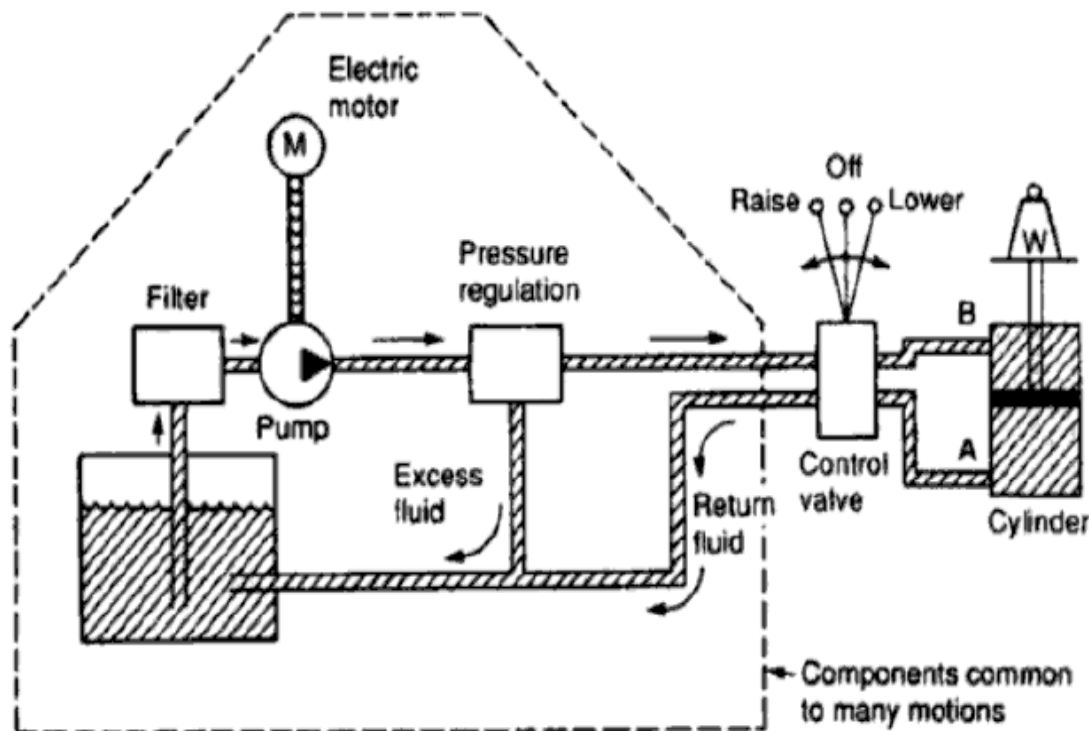 Electric
motor
M
Off
Raise
Lower
W
Pressure
regulation
Filter
B
Pump
A
Excess
fluid
Return
fluid
Control
valve
Cylinder
Components common
to many motions